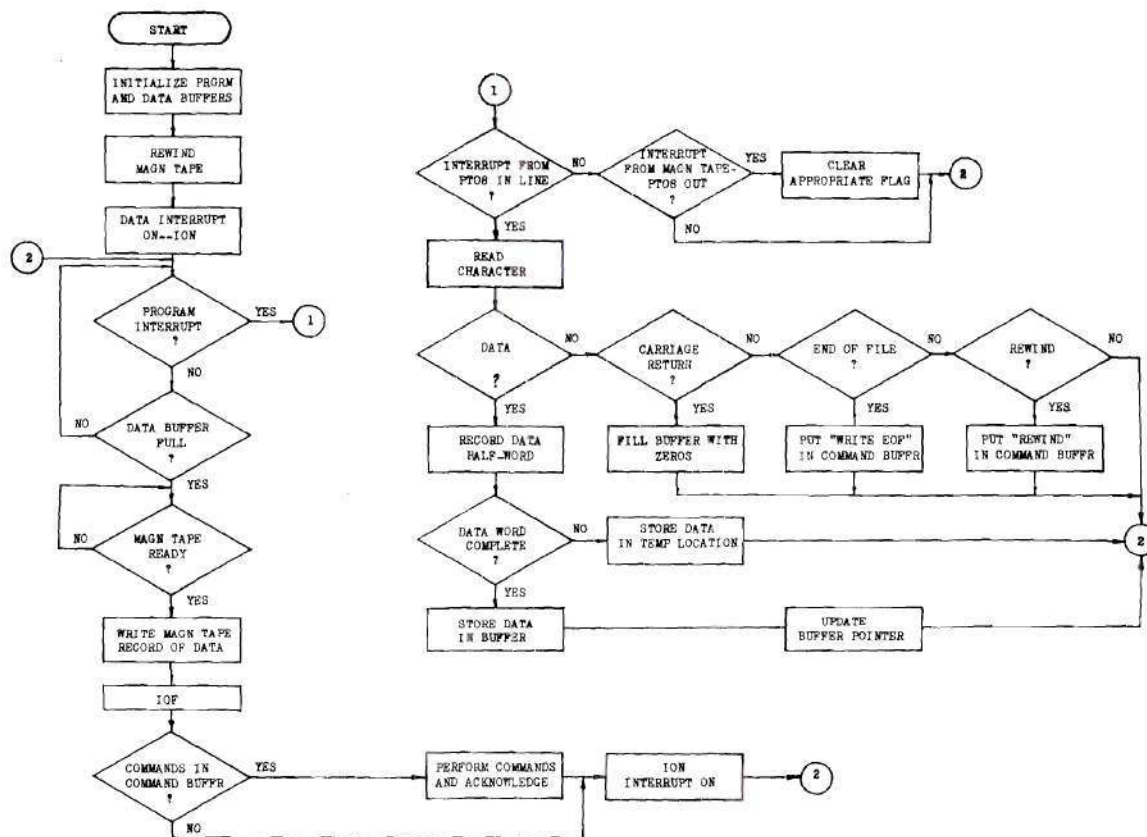 START
INITIALIZE PRGRM
AND DATA BUFFERS
REWIND
MAGN TAPE
DATA INTERRUPT
ON--ION
2
PROGRAM
INTERRUPT
?
YES
1
NO
DATA BUFFER
FULL
?
NO
YES
MAGN TAPE
READY
?
NO
YES
WRITE MAGN TAPE
RECORD OF DATA
IOF
COMMANDS IN
COMMAND BUFFR
?
YES
NO
PERFORM COMMANDS
AND ACKNOWLEDGE
ION
INTERRUPT ON
2
1
INTERRUPT FROM
PT08 IN LINE
?
NO
YES
INTERRUPT
FROM MAGN TAPE-
PT08 OUT
?
YES
NO
CLEAR
APPROPRIATE FLAG
2
READ
CHARACTER
DATA
?
NO
YES
CARRIAGE
RETURN
?
NO
YES
END OF FILE
?
NO
YES
REWIND
?
NO
YES
RECORD DATA
HALF-WORD
FILL BUFFER WITH
ZEROS
PUT "WRITE EOF"
IN COMMAND BUFFR
PUT "REWIND"
IN COMMAND BUFFR
DATA WORD
COMPLETE
?
NO
YES
STORE DATA
IN TEMP LOCATION
2
STORE DATA
IN BUFFER
UPDATE
BUFFER POINTER